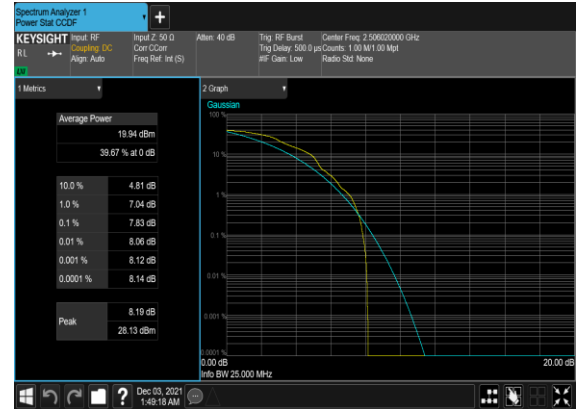 Spectrum Analyzer 1
Power Stat CCDF
+
KEYSIGHT Input: RF Input Z: 50 Ω Atten: 40 dB Trig: RF Burst Center Freq: 2.506020000 GHz
RL Coupling: DC Corr CCorr Trig Delay: 500.0 µs Counts: 1.00 M/1.00 Mpt
Align: Auto Freq Ref: Int (S) #IF Gain: Low Radio Std: None
1 Metrics
2 Graph
Average Power
19.94 dBm
39.67 % at 0 dB
10.0 % 4.81 dB
1.0 % 7.04 dB
0.1 % 7.83 dB
0.01 % 8.06 dB
0.001 % 8.12 dB
0.0001 % 8.14 dB
Peak 8.19 dB
28.13 dBm
Gaussian
100 %
10 %
1 %
0.1 %
0.01 %
0.001 %
0.0001 %
0.00 dB 20.00 dB
Info BW 25.000 MHz
? Dec 03, 2021
1:49:18 AM